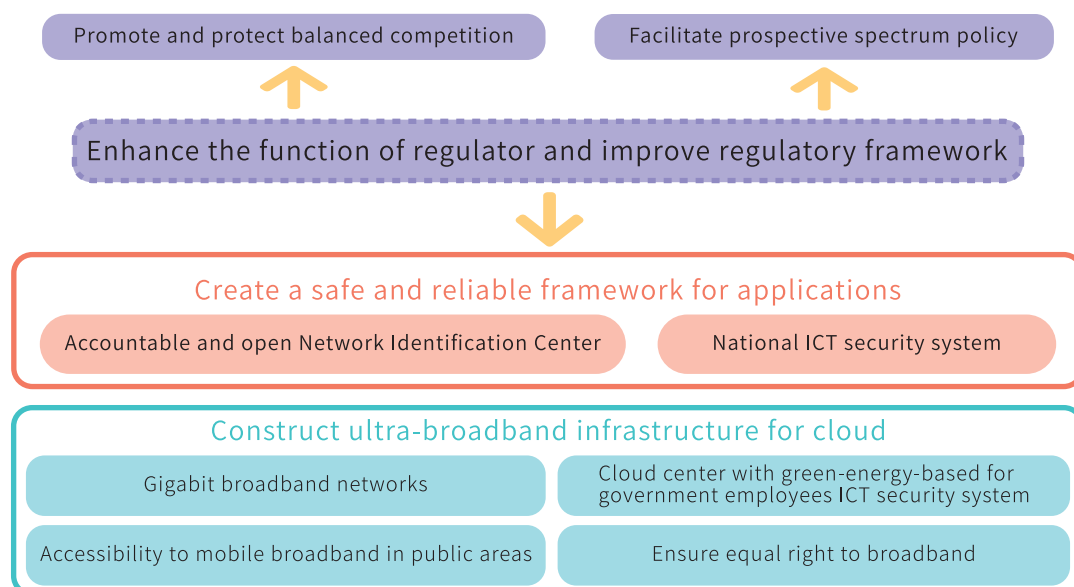 Promote and protect balanced competition
Facilitate prospective spectrum policy
Enhance the function of regulator and improve regulatory framework
Create a safe and reliable framework for applications
Accountable and open Network Identification Center
National ICT security system
Construct ultra-broadband infrastructure for cloud
Gigabit broadband networks
Cloud center with green-energy-based for
government employees ICT security system
Accessibility to mobile broadband in public areas
Ensure equal right to broadband